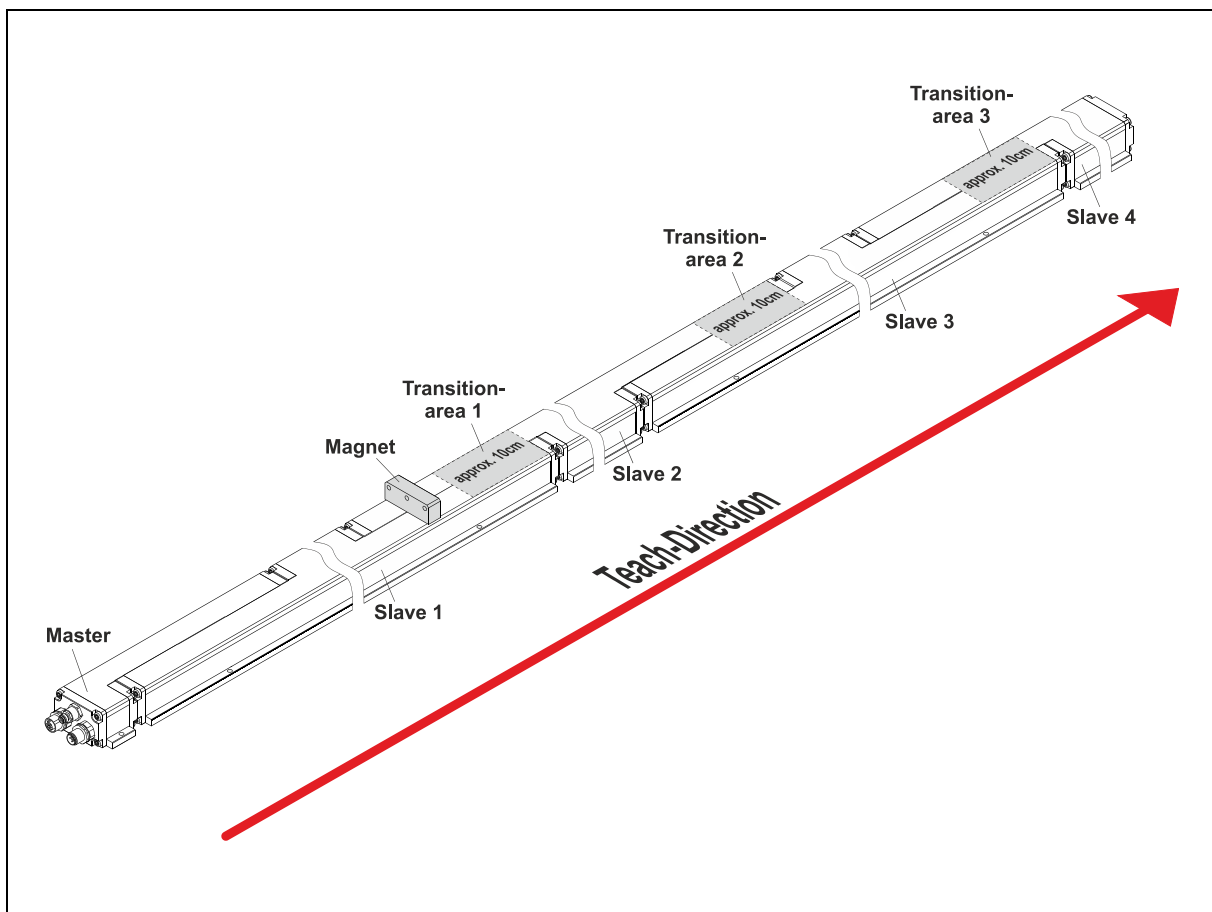 Transition-
area 3
approx. 10cm
Slave 4
Transition-
area 2
approx. 10cm
Slave 3
Transition-
area 1
Magnet
approx. 10cm
Slave 2
Teach-Direction
Slave 1
Master